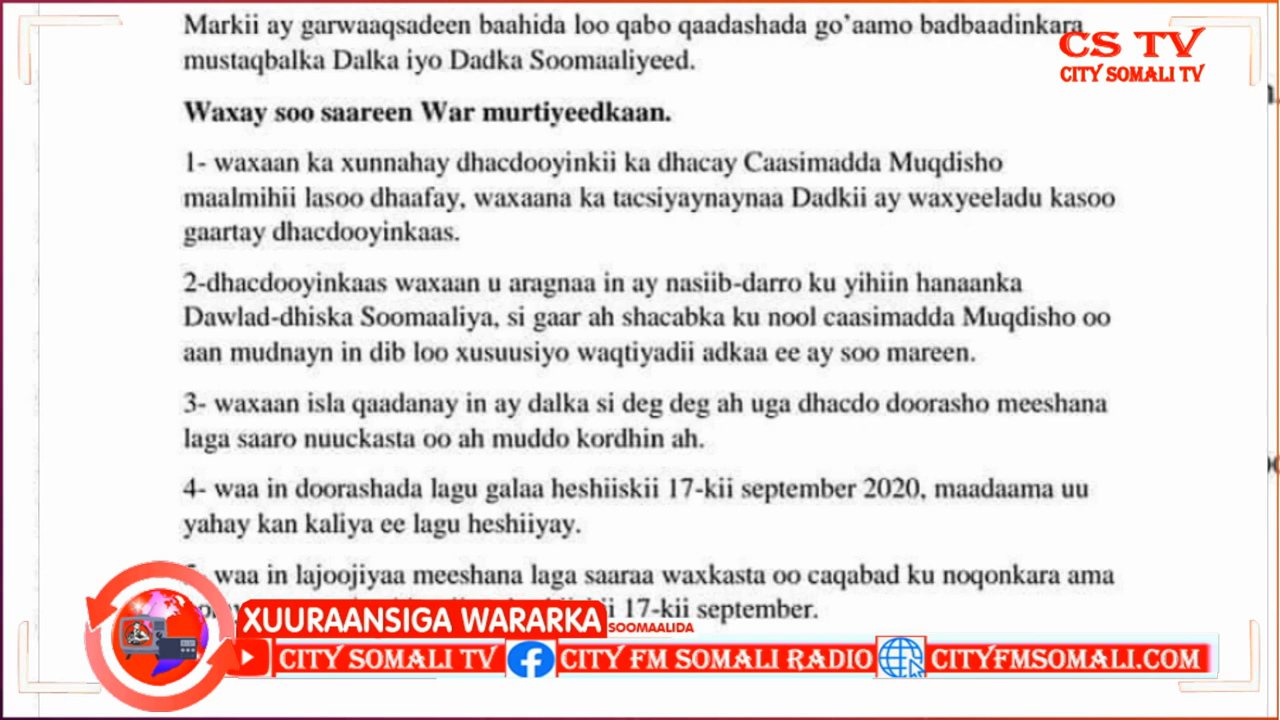 Markii ay garwaaqsadeen baahida loo qabo qaadashada go'aamo badbaadinkara
mustaqbalka Dalka iyo Dadka Soomaaliyeed.
CS TV
CITY SOMALI TV
Waxay soo saareen War murtiyeedkaan.
1- waxaan ka xunnahay dhacdooyinkii ka dhacay Caasimadda Muqdisho
maalmihii lasoo dhaafay, waxaana ka tacsiyaynaynaa Dadkii ay waxyeeladu kasoo
gaartay dhacdooyinkaas.
2-dhacdooyinkaas waxaan u aragnaa in ay nasiib-darro ku yihiin hanaanka
Dawlad-dhiska Soomaaliya, si gaar ah shacabka ku nool caasimadda Muqdisho oo
aan mudnayn in dib loo xusuusiyo waqtiyadii adkaa ee ay soo mareen.
3- waxaan isla qaadanay in ay dalka si deg deg ah uga dhacdo doorasho meeshana
laga saaro nuuckasta oo ah muddo kordhin ah.
4- waa in doorashada lagu galaa heshiiskii 17-kii september 2020, maadaama uu
yahay kan kaliya ee lagu heshiiyay.
waa in lajoojiyaa meeshana laga saaraa waxkasta oo caqabad ku noqonkara ama
17-kii september.
XUURAANSIGA WARARKA
SOOMAALIDA
CITY SOMALI TV CITY FM SOMALI RADIO CITYFMSOMALI.COM